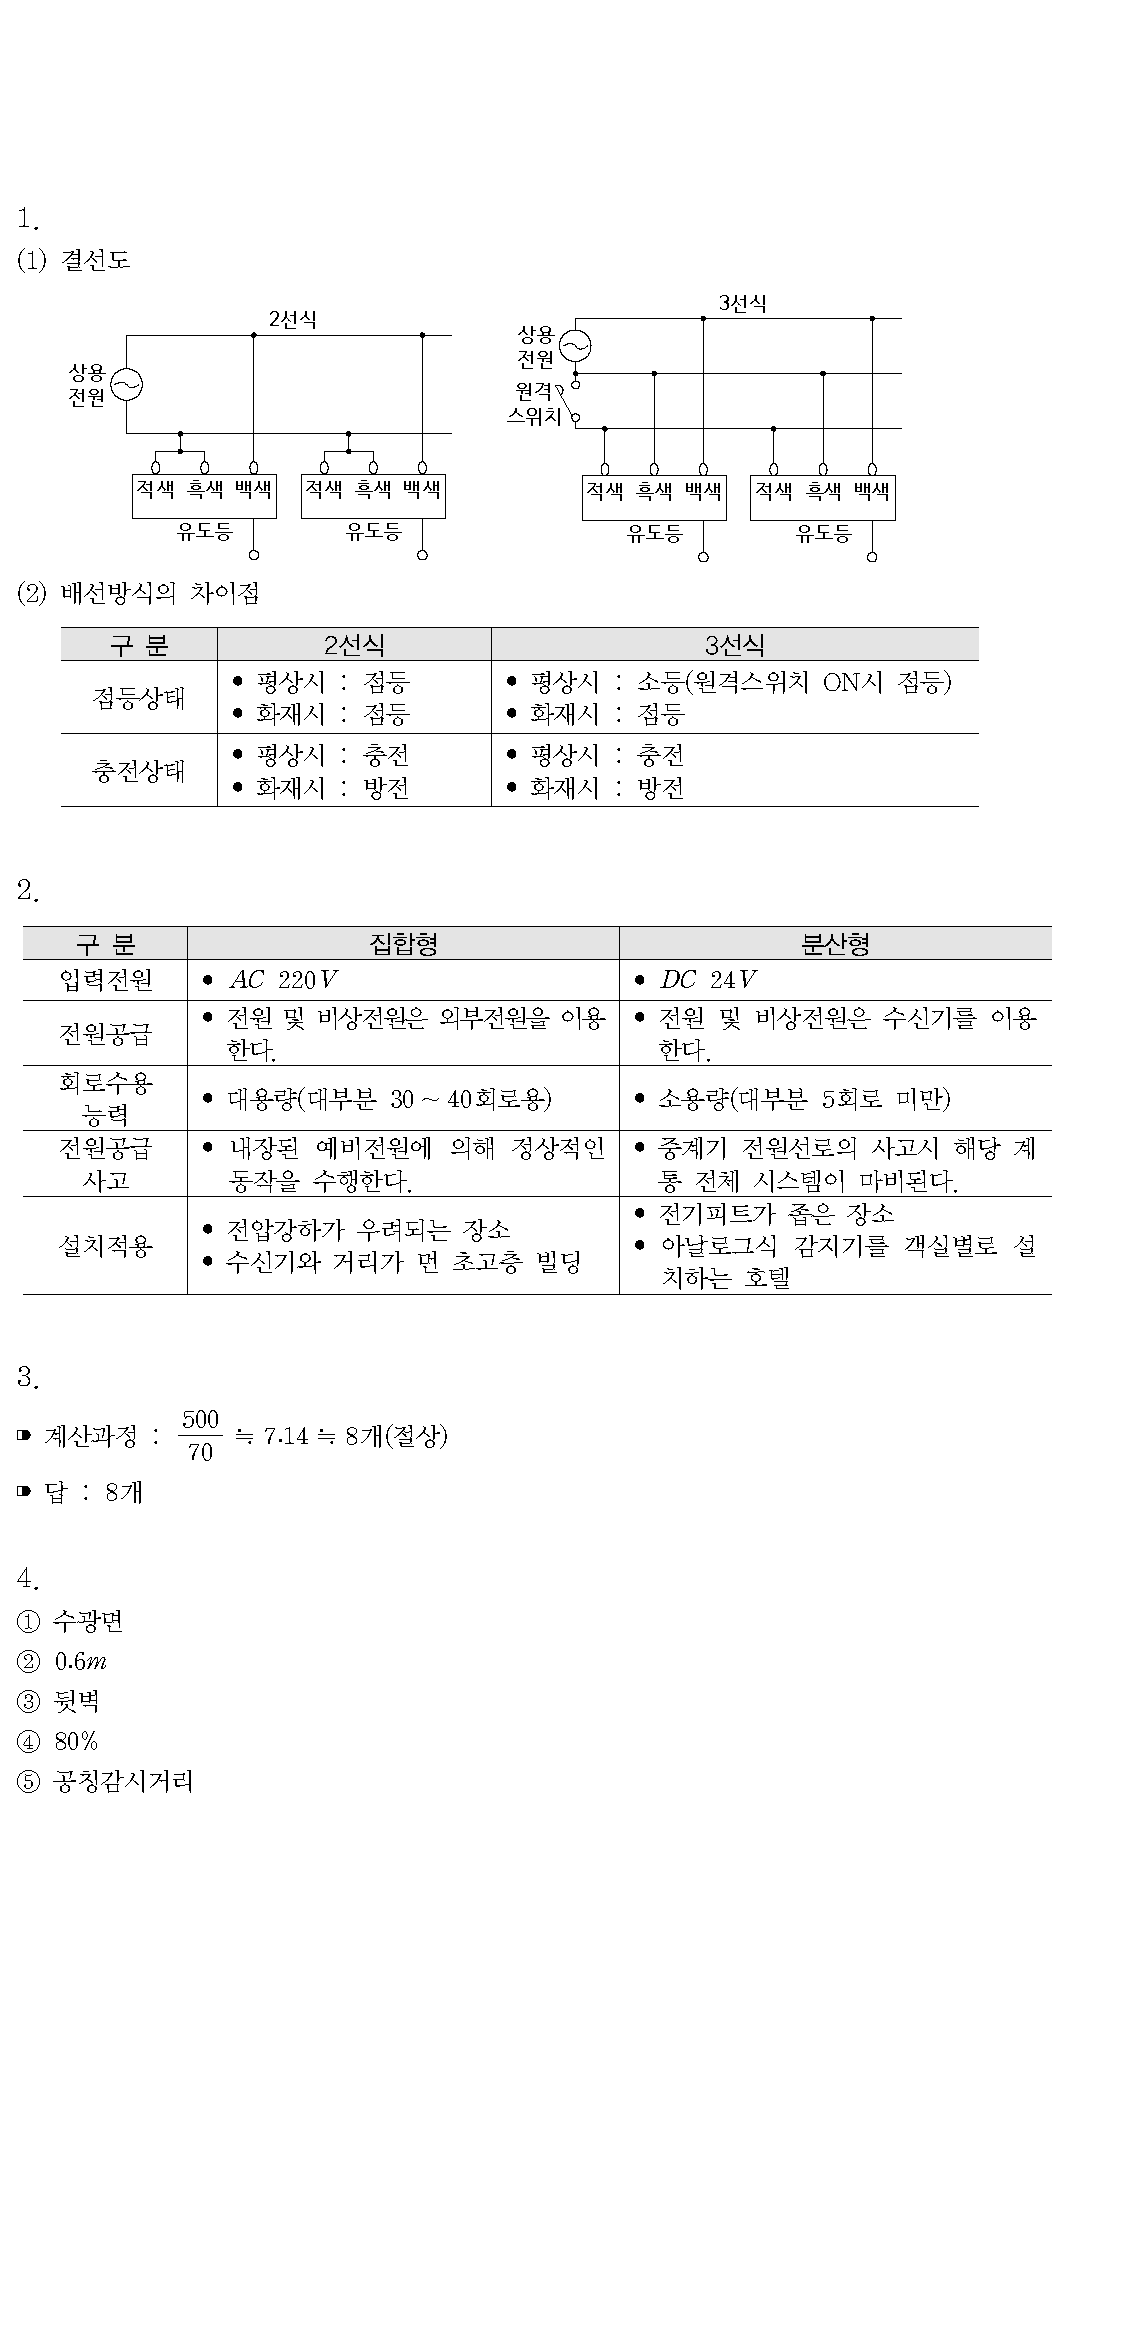 1.
(1) 결선도
2선식
상용
전원
적색 흑색 백색
유도등
적색 흑색 백색
유도등
3선식
상용
전원
원격
스위치
적색 흑색 백색
유도등
적색 흑색 백색
유도등
(2) 배선방식의 차이점
구 분 2선식 3선식
점등상태
● 평상시 : 점등
● 화재시 : 점등
● 평상시 : 소등(원격스위치 ON시 점등)
● 화재시 : 점등
충전상태
● 평상시 : 충전
● 화재시 : 방전
● 평상시 : 충전
● 화재시 : 방전
2.
구 분 집합형 분산형
입력전원 ● AC 220V ● DC 24V
전원공급
● 전원 및 비상전원은 외부전원을 이용
한다.
● 전원 및 비상전원은 수신기를 이용
한다.
회로수용
능력
● 대용량(대부분 30 ~ 40회로용)
● 소용량(대부분 5회로 미만)
전원공급
사고
● 내장된 예비전원에 의해 정상적인
동작을 수행한다.
● 중계기 전원선로의 사고시 해당 계
통 전체 시스템이 마비된다.
설치적용
● 전압강하가 우려되는 장소
● 수신기와 거리가 먼 초고층 빌딩
● 전기피트가 좁은 장소
● 아날로그식 감지기를 객실별로 설
치하는 호텔
3.
➠ 계산과정 : 500/70 ≒ 7.14 ≒ 8개(절상)
➠ 답 : 8개
4.
① 수광면
② 0.6m
③ 뒷벽
④ 80%
⑤ 공칭감시거리